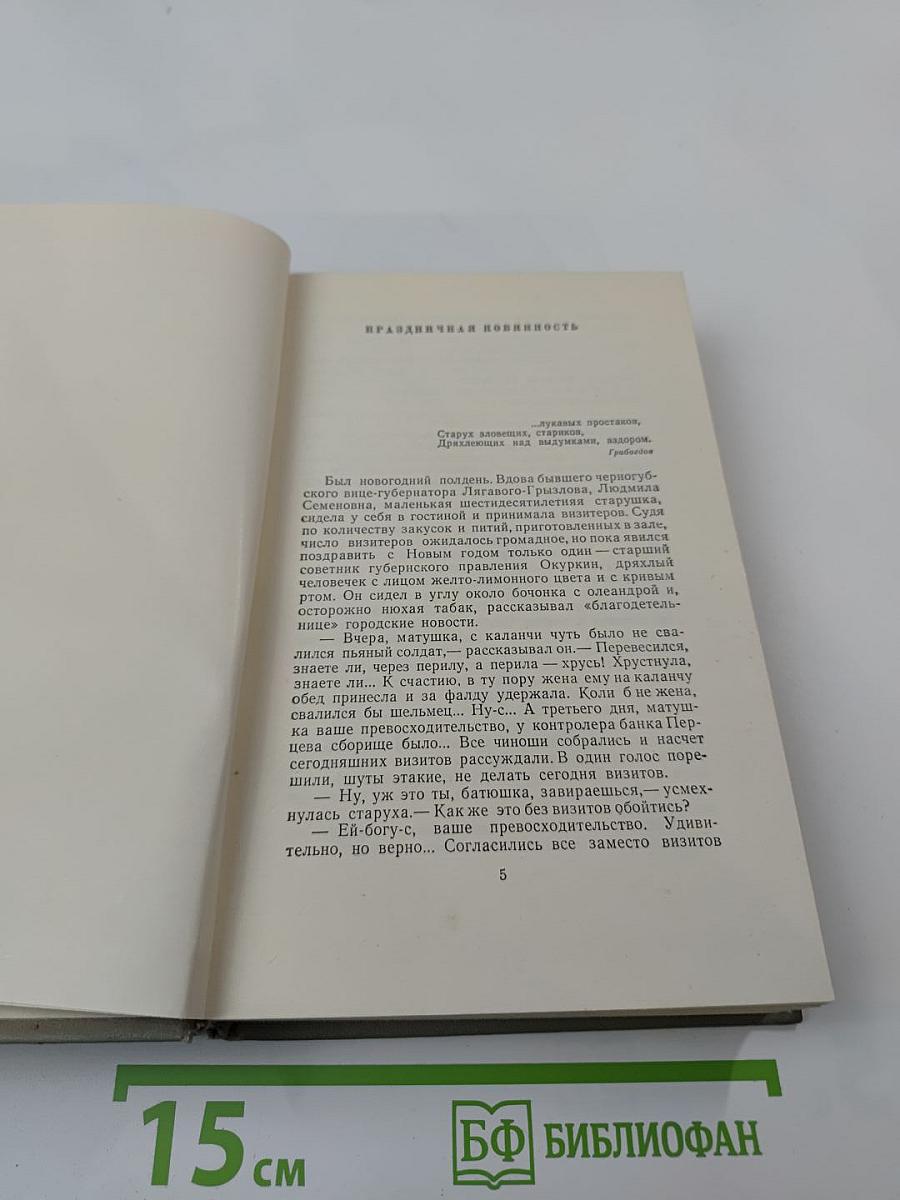 ПРАЗДНИЧНАЯ ПОВИННОСТЬ
...лукавых простаков,
Старух зловещих, стариков,
Дряхлеющих над выдумками, вздором.
Грибоедов
Был новогодний полдень. Вдова бывшего черногуб-
ского вице-губернатора Лягавого-Грызлова, Людмила
Семеновна, маленькая шестидесятилетняя старушка,
сидела у себя в гостиной и принимала визитеров. Судя
по количеству закусок и питий, приготовленных в зале,
число визитеров ожидалось громадное, но пока явился
поздравить с Новым годом только один — старший
советник губернского правления Окуркин, дряхлый
человечек с лицом желто-лимонного цвета и с кривым
ртом. Он сидел в углу около бочонка с олеандрой и,
осторожно нюхая табак, рассказывал «благодетель-
нице» городские новости.
— Вчера, матушка, с каланчи чуть было не сва-
лился пьяный солдат,— рассказывал он.— Перевесился,
знаете ли, через перилу, а перила — хрусь! Хрустнула,
знаете ли... К счастию, в ту пору жена ему на каланчу
обед принесла и за фалду удержала. Коли б не жена,
свалился бы шельмец... Ну-с... А третьего дня, матуш-
ка ваше превосходительство, у контролера банка Пер-
цева сборище было... Все чиноши собрались и насчет
сегодняшних визитов рассуждали. В один голос поре-
шили, шуты этакие, не делать сегодня визитов.
— Ну, уж это ты, батюшка, завираешься,— усмех-
нулась старуха.— Как же это без визитов обойтись?
— Ей-богу-с, ваше превосходительство. Удиви-
тельно, но верно... Согласились все заместо визитов
5
15 см
БФ БИБЛИОФАН